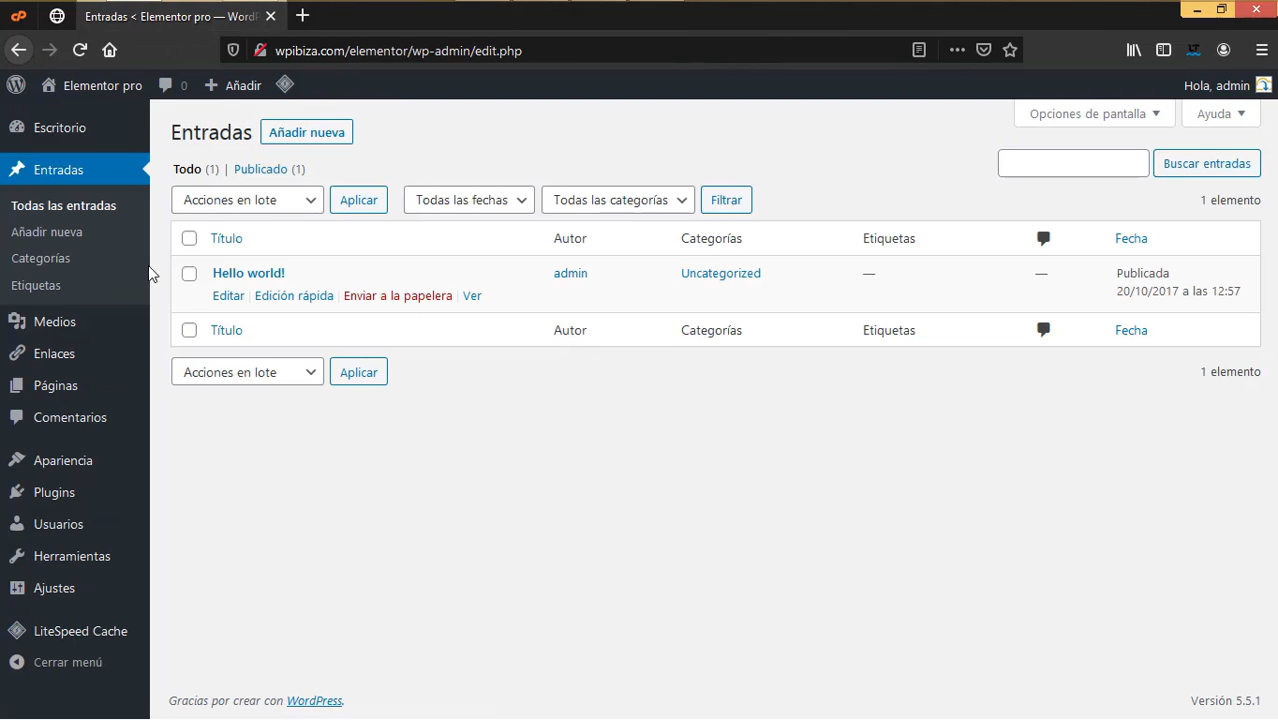 Entradas < Elementor pro — WordP
wpibiza.com/elementor/wp-admin/edit.php
Elementor pro 0 Añadir Hola, admin
Opciones de pantalla Ayuda
Escritorio
Entradas
Todas las entradas
Añadir nueva
Categorías
Etiquetas
Medios
Enlaces
Páginas
Comentarios
Apariencia
Plugins
Usuarios
Herramientas
Ajustes
LiteSpeed Cache
Cerrar menú
Entradas Añadir nueva
Todo (1) | Publicado (1)
Buscar entradas
Acciones en lote Aplicar Todas las fechas Todas las categorías Filtrar 1 elemento
Título Autor Categorías Etiquetas Fecha
Hello world! admin Uncategorized — — Publicada
20/10/2017 a las 12:57
Editar | Edición rápida | Enviar a la papelera | Ver
Título Autor Categorías Etiquetas Fecha
Acciones en lote Aplicar 1 elemento
Gracias por crear con WordPress. Versión 5.5.1